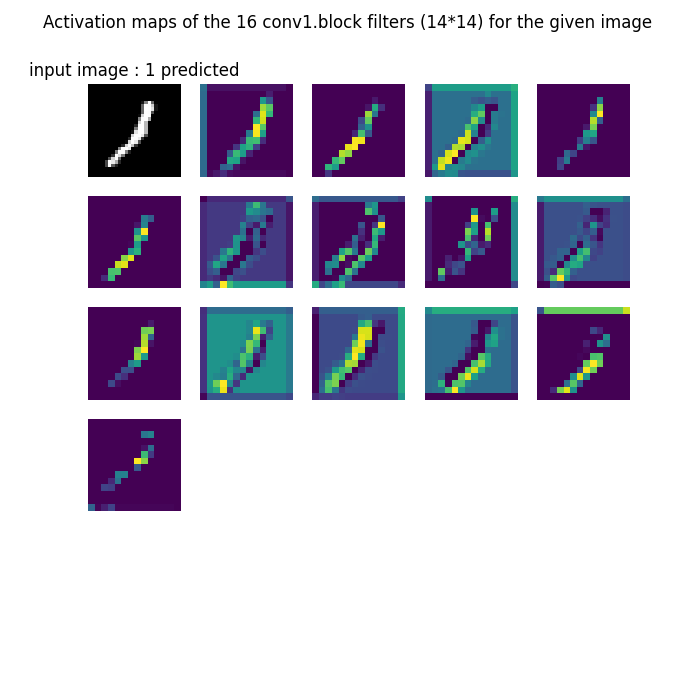 Activation maps of the 16 conv1.block filters (14*14) for the given image
input image : 1 predicted